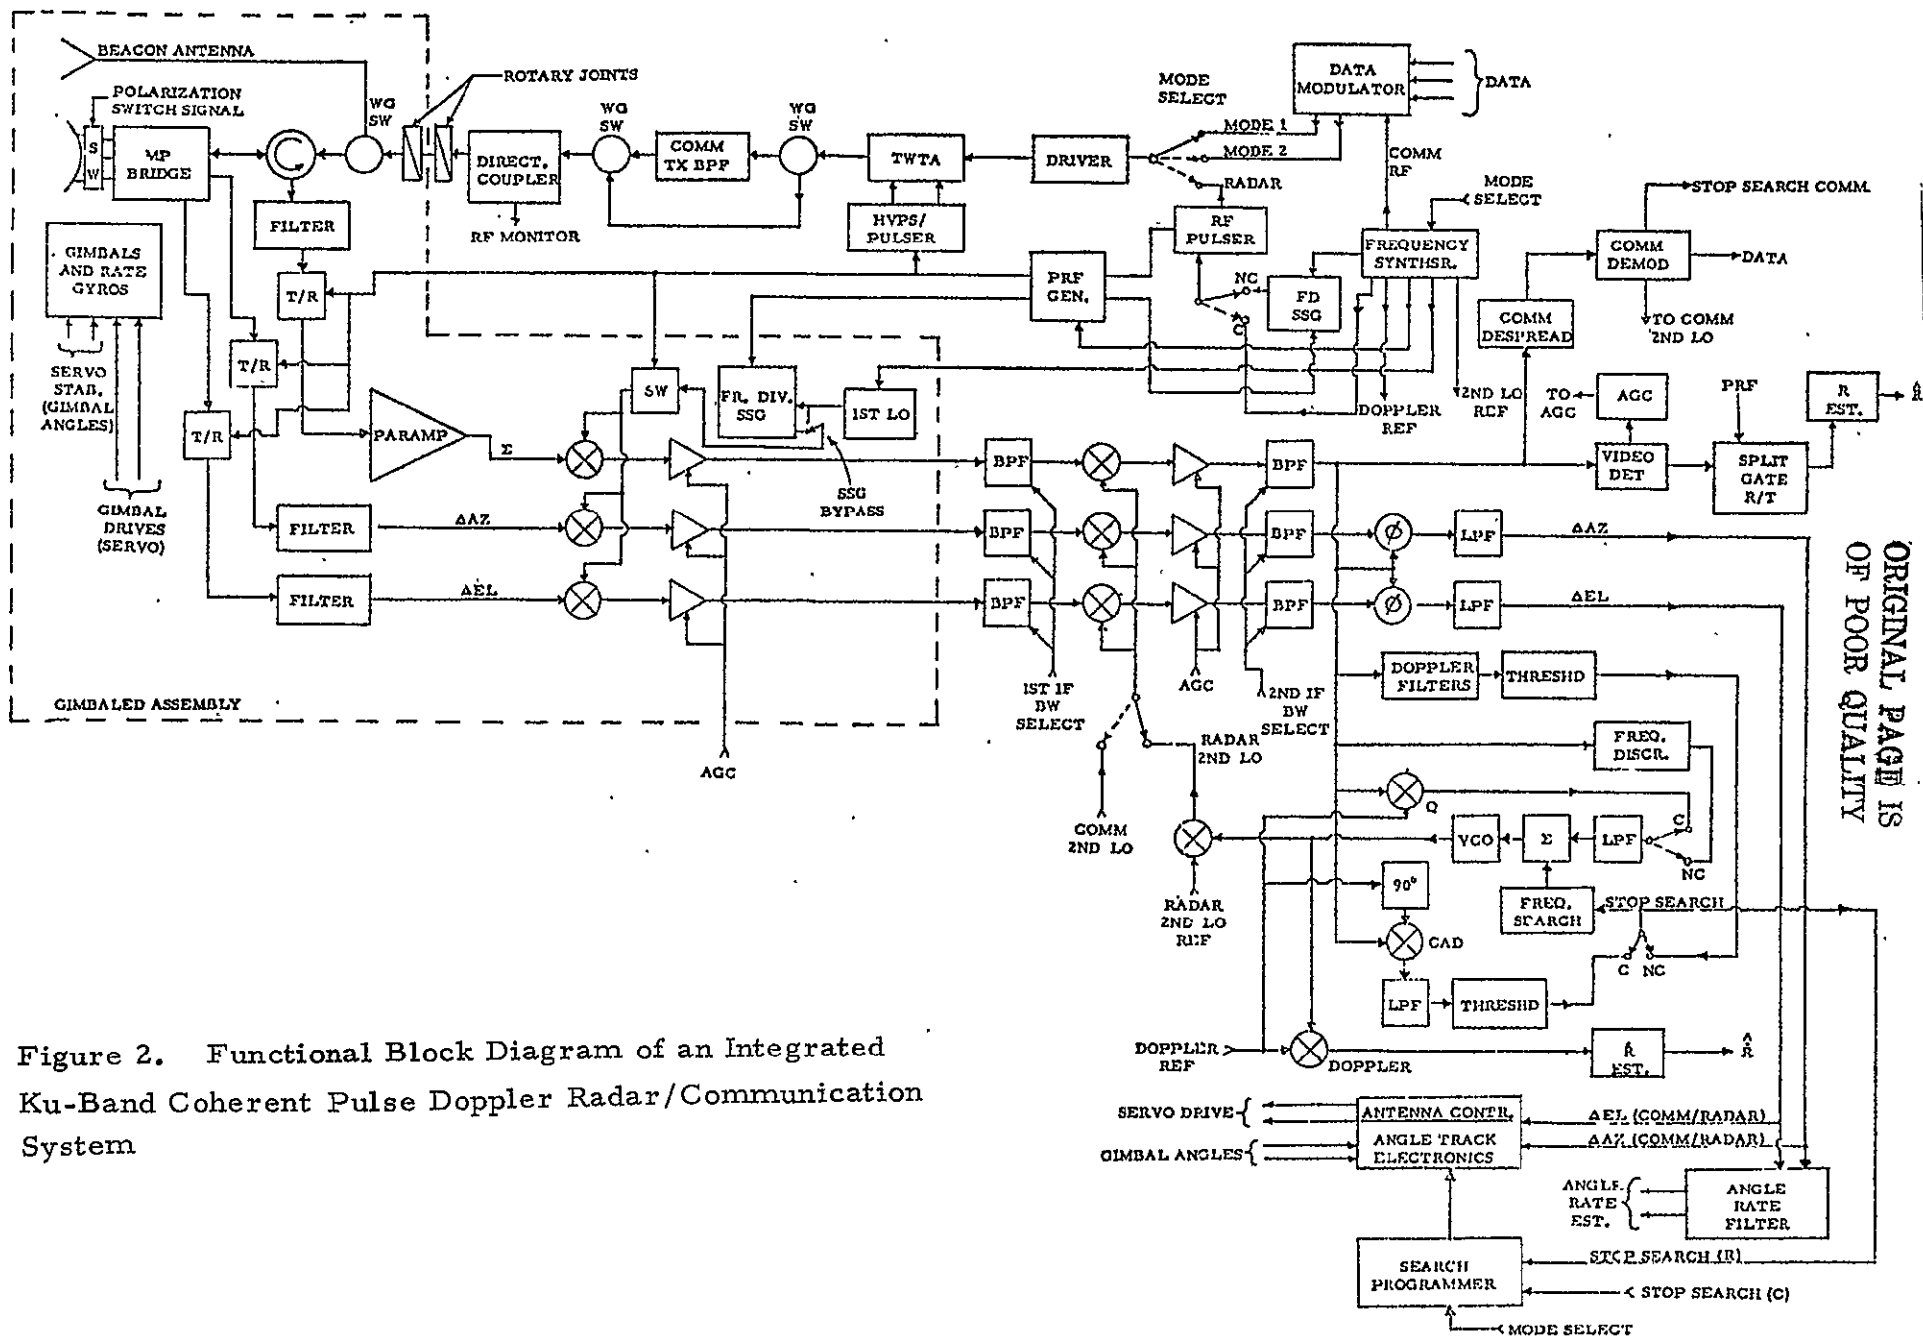 BEACON ANTENNA
POLARIZATION
SWITCH SIGNAL
S
W
MP
BRIDGE
WG
SW
ROTARY JOINTS
DIRECT.
COUPLER
RF MONITOR
WG
SW
COMM
TX BPF
WG
SW
TWTA
HVPS/
PULSER
DRIVER
MODE
SELECT
MODE 1
MODE 2
RADAR
DATA
MODULATOR
DATA
COMM
RF
MODE
SELECT
STOP SEARCH COMM.
COMM
DEMOD
DATA
TO COMM
2ND LO
COMM
DESPREAD
FILTER
GIMBALS
AND RATE
GYROS
T/R
T/R
T/R
SERVO
STAB.
(GIMBAL
ANGLES)
GIMBAL
DRIVES
(SERVO)
RF
PULSER
PRF
GEN.
NC
C
FD
SSG
FREQUENCY
SYNTHSR.
DOPPLER
REF
2ND LO
REF
PARAMP
Σ
SW
FR. DIV.
SSG
1ST LO
SSG
BYPASS
BPF
BPF
TO
AGC
AGC
VIDEO
DET
PRF
SPLIT
GATE
R/T
R
EST.
R̂
FILTER
ΔAZ
BPF
BPF
Ø
LPF
ΔAZ
FILTER
ΔEL
BPF
BPF
Ø
LPF
ΔEL
GIMBALED ASSEMBLY
AGC
1ST IF
BW
SELECT
AGC
2ND IF
BW
SELECT
DOPPLER
FILTERS
THRESHD
RADAR
2ND LO
COMM
2ND LO
RADAR
2ND LO
REF
FREQ.
DISCR.
Q
C
NC
VCO
Σ
LPF
FREQ.
SEARCH
STOP SEARCH
90°
CAD
C NC
LPF
THRESHD
DOPPLER
REF
DOPPLER
Ṙ
EST.
SERVO DRIVE
GIMBAL ANGLES
ANTENNA CONTR.
ANGLE TRACK
ELECTRONICS
ΔEL (COMM/RADAR)
ΔAZ (COMM/RADAR)
ANGLE
RATE
EST.
ANGLE
RATE
FILTER
SEARCH
PROGRAMMER
STOP SEARCH (R)
STOP SEARCH (C)
MODE SELECT
ORIGINAL PAGE IS
OF POOR QUALITY
Figure 2. Functional Block Diagram of an Integrated
Ku-Band Coherent Pulse Doppler Radar/Communication
System